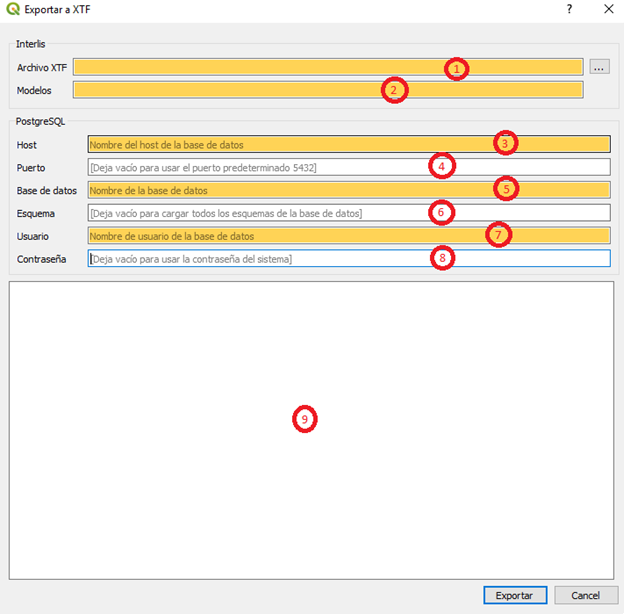 Exportar a XTF ?
Interlis
Archivo XTF 1 ...
Modelos 2
PostgreSQL
Host Nombre del host de la base de datos 3
Puerto [Deja vacío para usar el puerto predeterminado 5432] 4
Base de datos Nombre de la base de datos 5
Esquema [Deja vacío para cargar todos los esquemas de la base de datos] 6
Usuario Nombre de usuario de la base de datos 7
Contraseña [Deja vacío para usar la contraseña del sistema] 8
9
Exportar Cancel